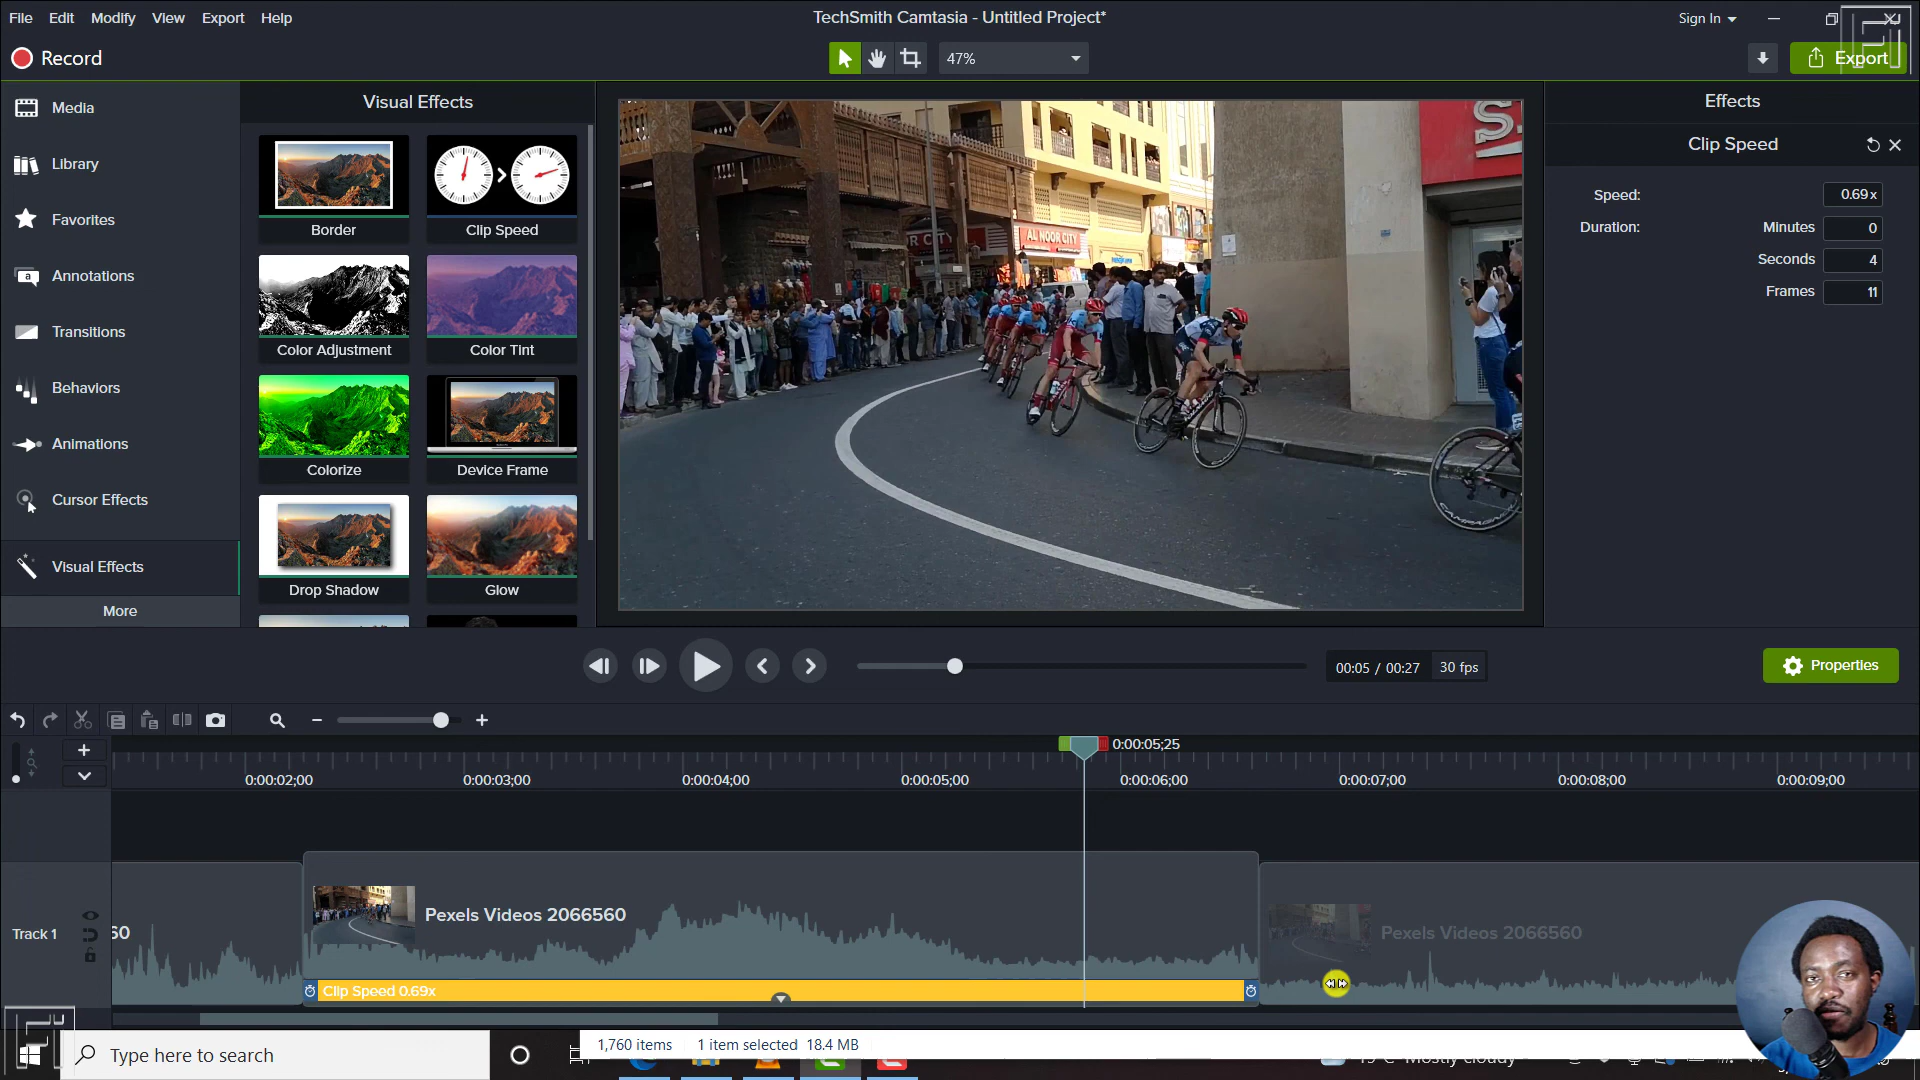 File Edit Modify View Export Help
TechSmith Camtasia - Untitled Project*
Sign In
Record
47%
Export
Media
Library
Favorites
Annotations
Transitions
Behaviors
Animations
Cursor Effects
Visual Effects
More
Visual Effects
Border
Clip Speed
Color Adjustment
Color Tint
Colorize
Device Frame
Drop Shadow
Glow
AL NOOR CITY
R CITY
S
Effects
Clip Speed
Speed: 0.69x
Duration: Minutes 0
Seconds 4
Frames 11
00:05 / 00:27 30 fps
Properties
0:00:05;25
0:00:02;00 0:00:03;00 0:00:04;00 0:00:05;00 0:00:06;00 0:00:07;00 0:00:08;00 0:00:09;00
Track 1
60
Pexels Videos 2066560
Clip Speed 0.69x
Pexels Videos 2066560
Type here to search
1,760 items 1 item selected 18.4 MB
Mostly cloudy